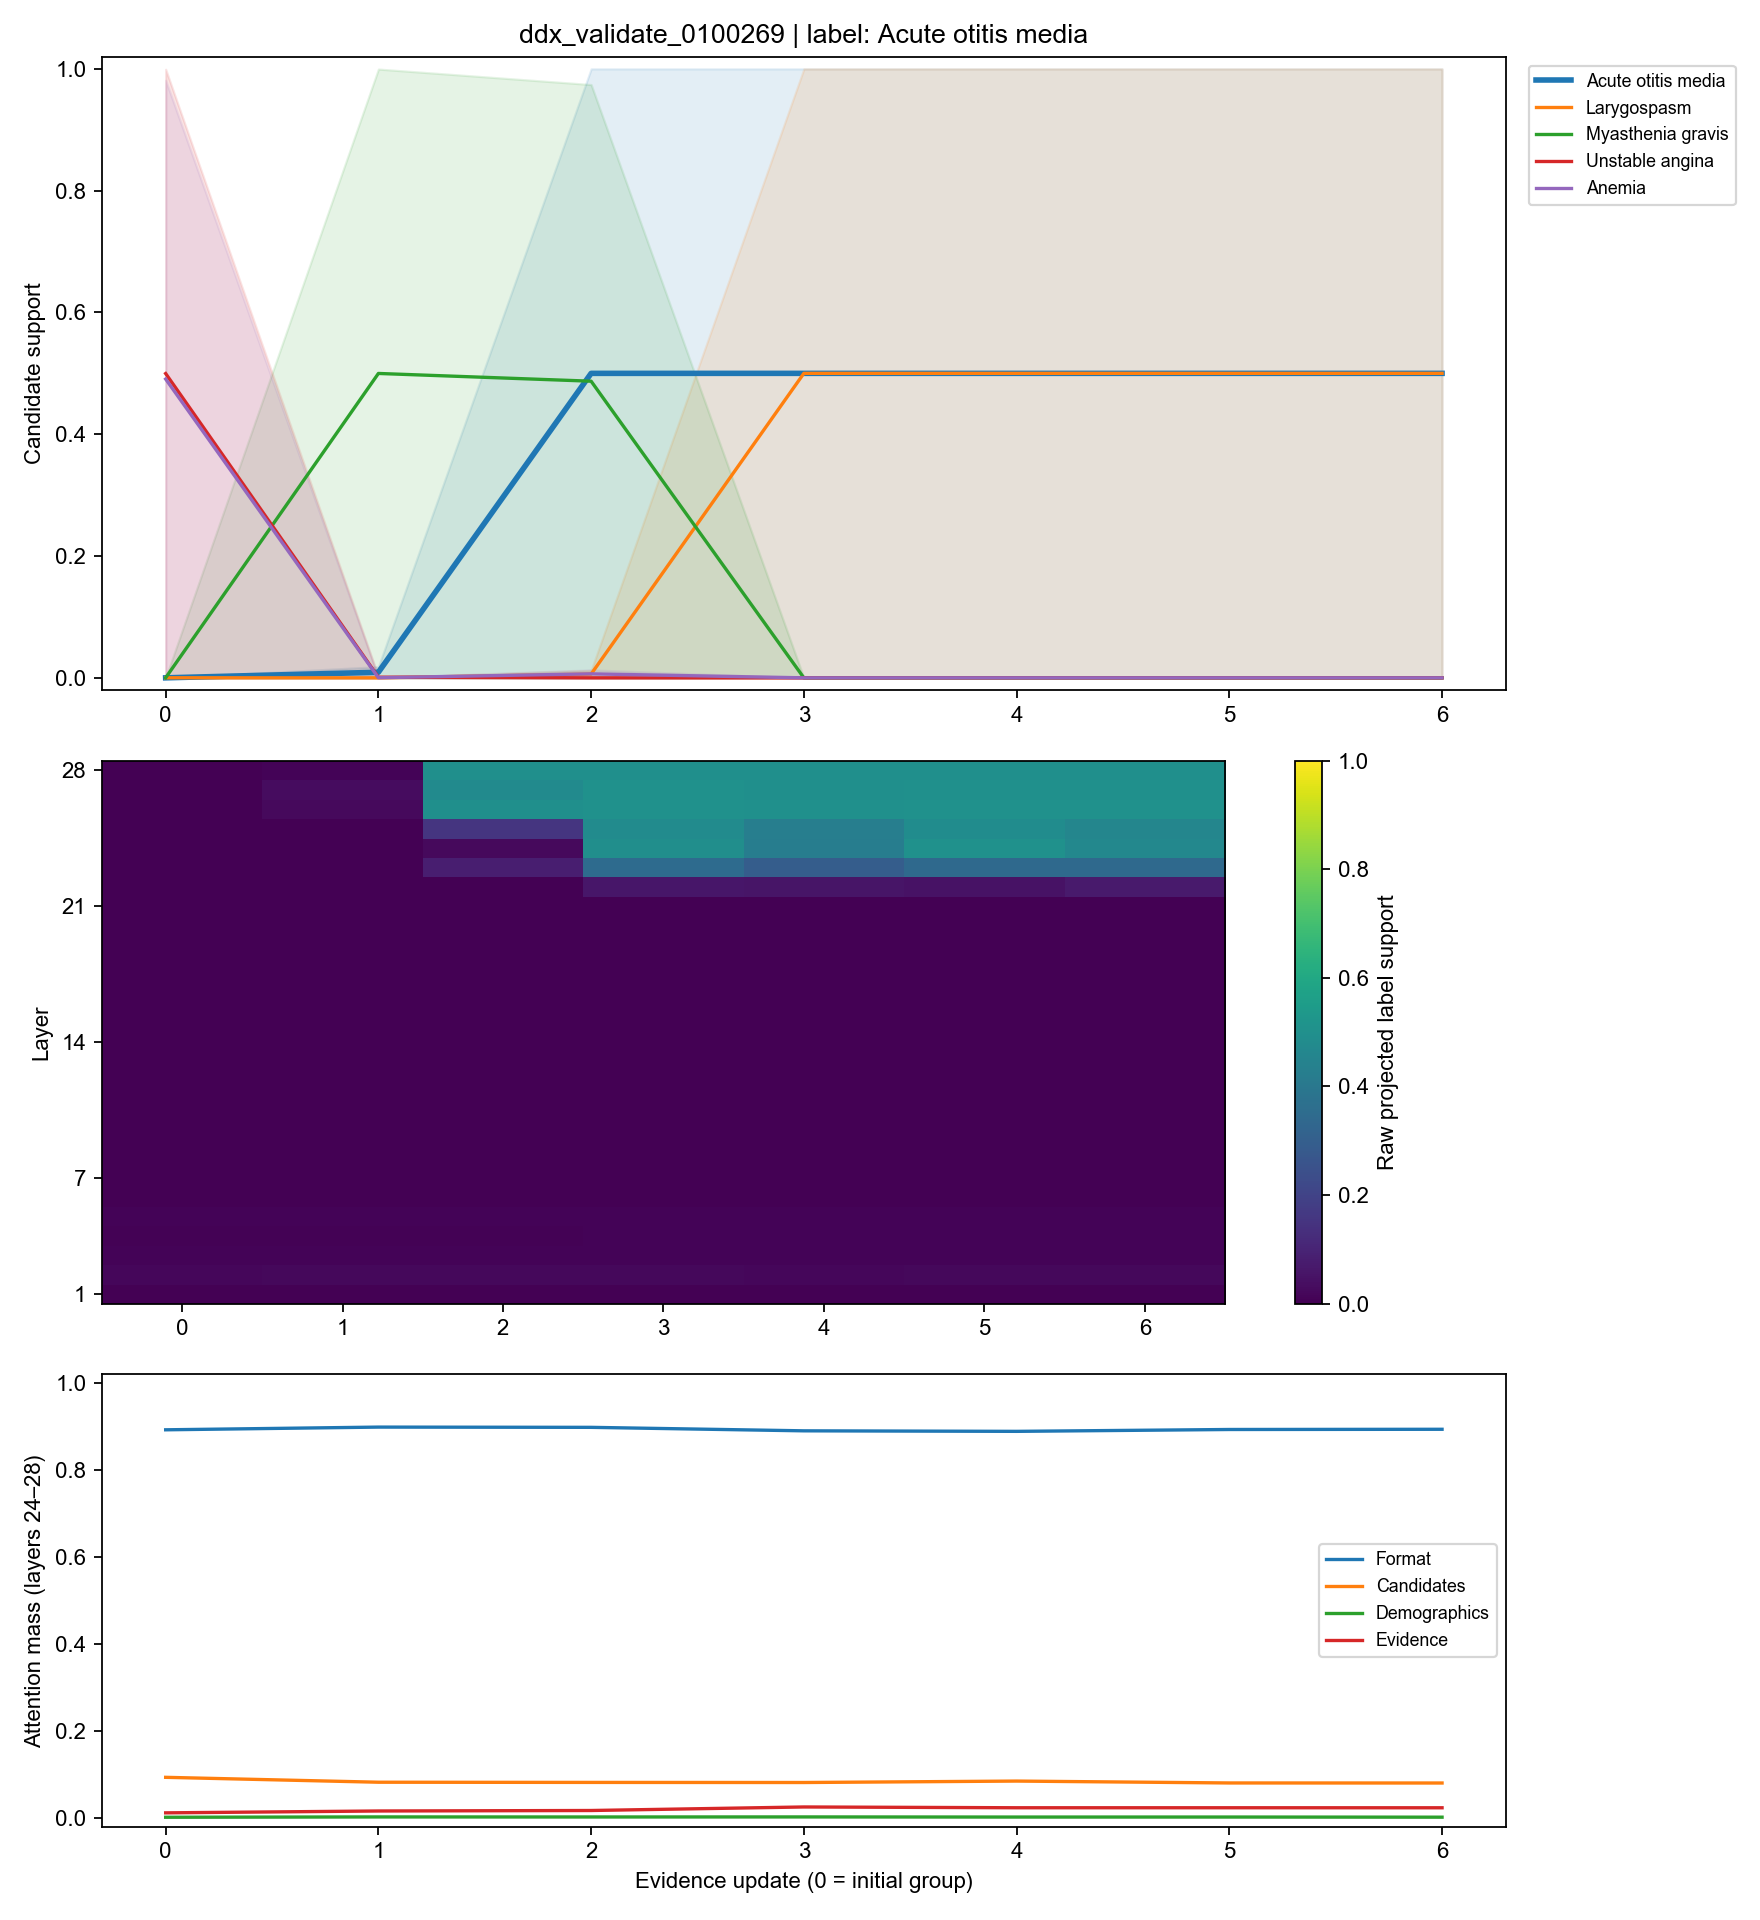 ddx_validate_0100269 | label: Acute otitis media
Candidate support
1.0
0.8
0.6
0.4
0.2
0.0
0 1 2 3 4 5 6
Acute otitis media
Larygospasm
Myasthenia gravis
Unstable angina
Anemia
Layer
28
21
14
7
1
0 1 2 3 4 5 6
1.0
0.8
0.6
0.4
0.2
0.0
Raw projected label support
Attention mass (layers 24–28)
1.0
0.8
0.6
0.4
0.2
0.0
Format
Candidates
Demographics
Evidence
0 1 2 3 4 5 6
Evidence update (0 = initial group)